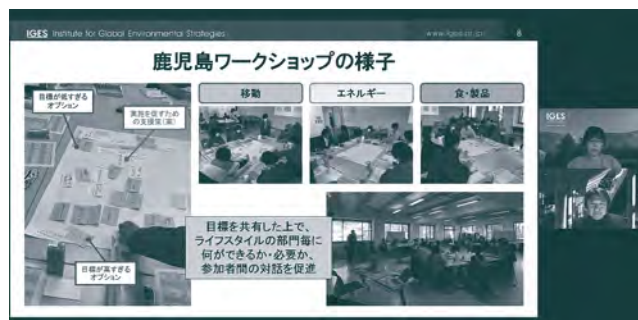 IGES Institute for Global Environmental Strategies
8
鹿児島ワークショップの様子
目標が低すぎる
オプション
実施を促すため
の支援策(案)
移動
エネルギー
食・製品
目標を共有した上で、
ライフスタイルの部門毎に
何ができるか・必要か、
参加者間の対話を促進
目標が高すぎる
オプション
IGES